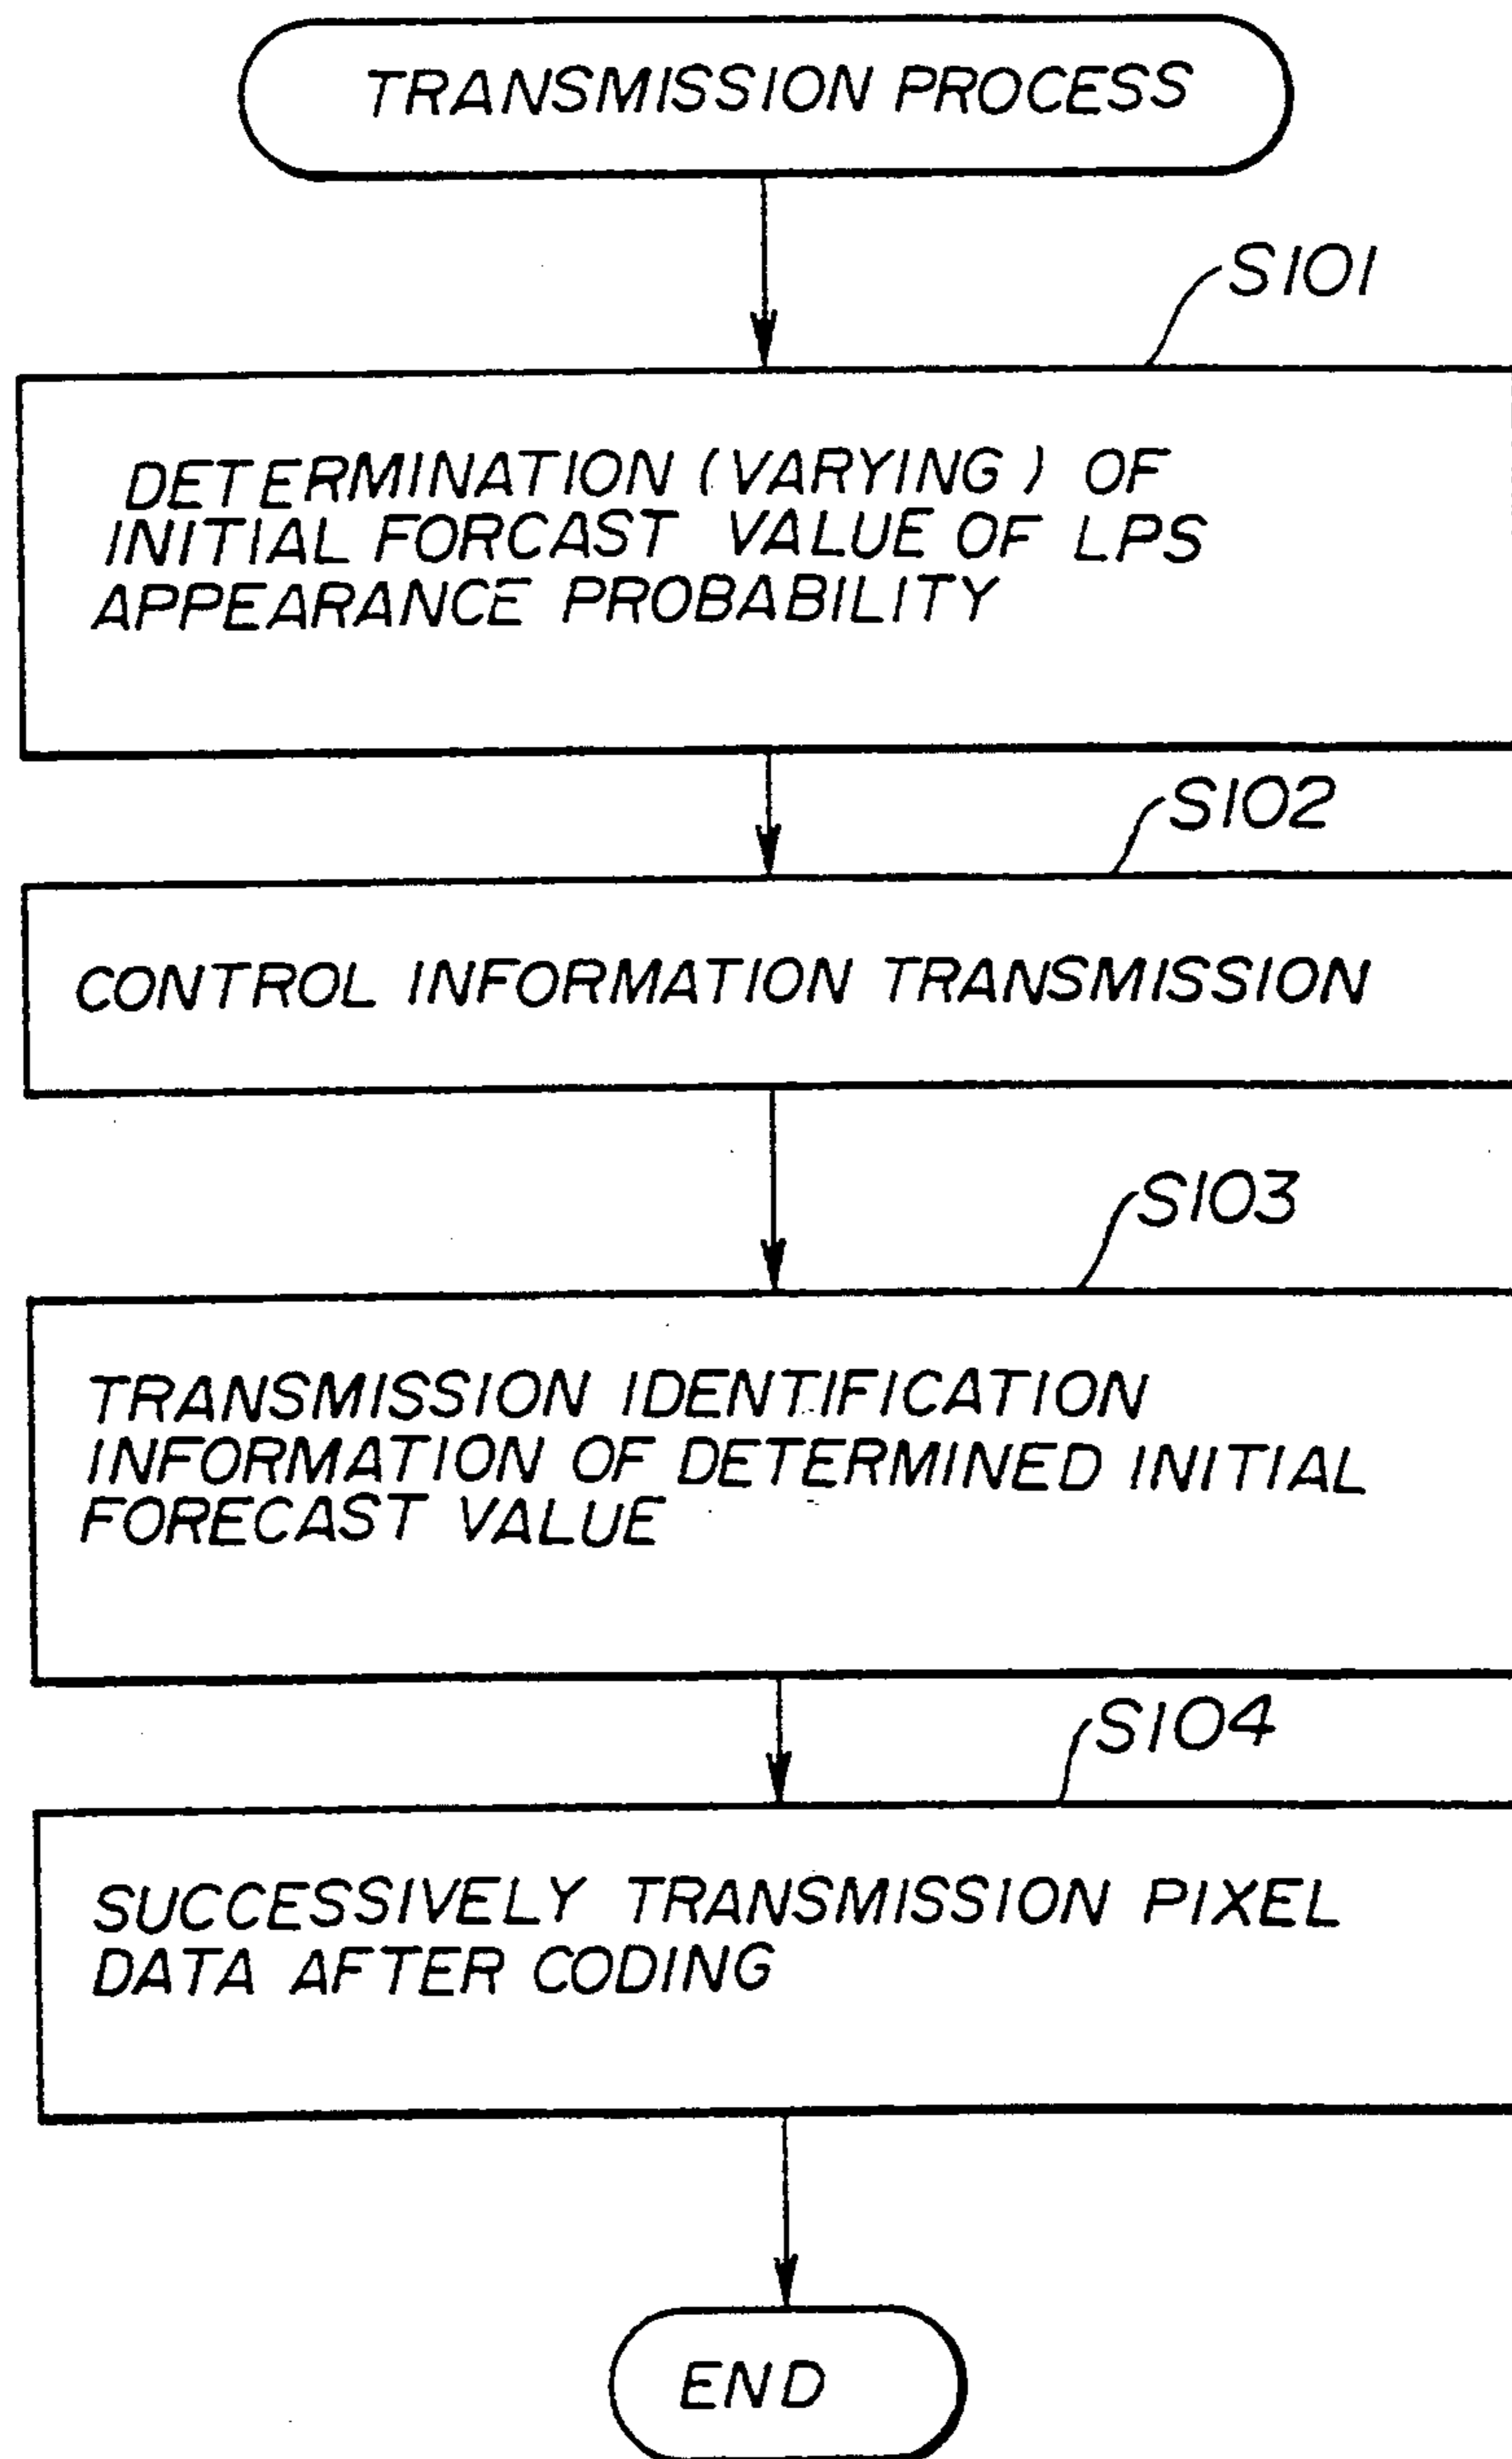 TRANSMISSION PROCESS
S101
DETERMINATION (VARYING) OF
INITIAL FORCAST VALUE OF LPS
APPEARANCE PROBABILITY
S102
CONTROL INFORMATION TRANSMISSION
S103
TRANSMISSION IDENTIFICATION
INFORMATION OF DETERMINED INITIAL
FORECAST VALUE
S104
SUCCESSIVELY TRANSMISSION PIXEL
DATA AFTER CODING
END